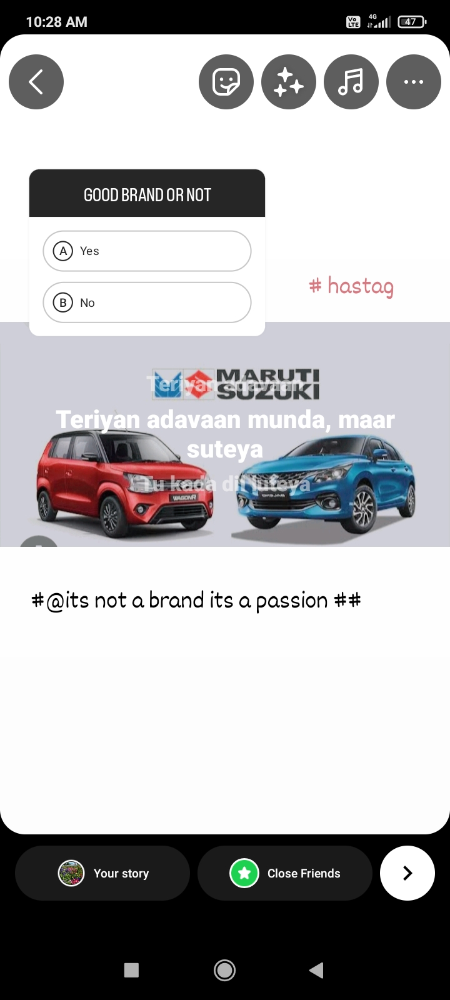 10:28 AM
Vo LTE
4G
47
GOOD BRAND OR NOT
A Yes
B No
# hastag
MARUTI
SUZUKI
Teriyan adavaan
Teriyan adavaan munda, maar
suteya
Tu kada dil luteya
WAGONR
#@its not a brand its a passion ##
Your story
Close Friends